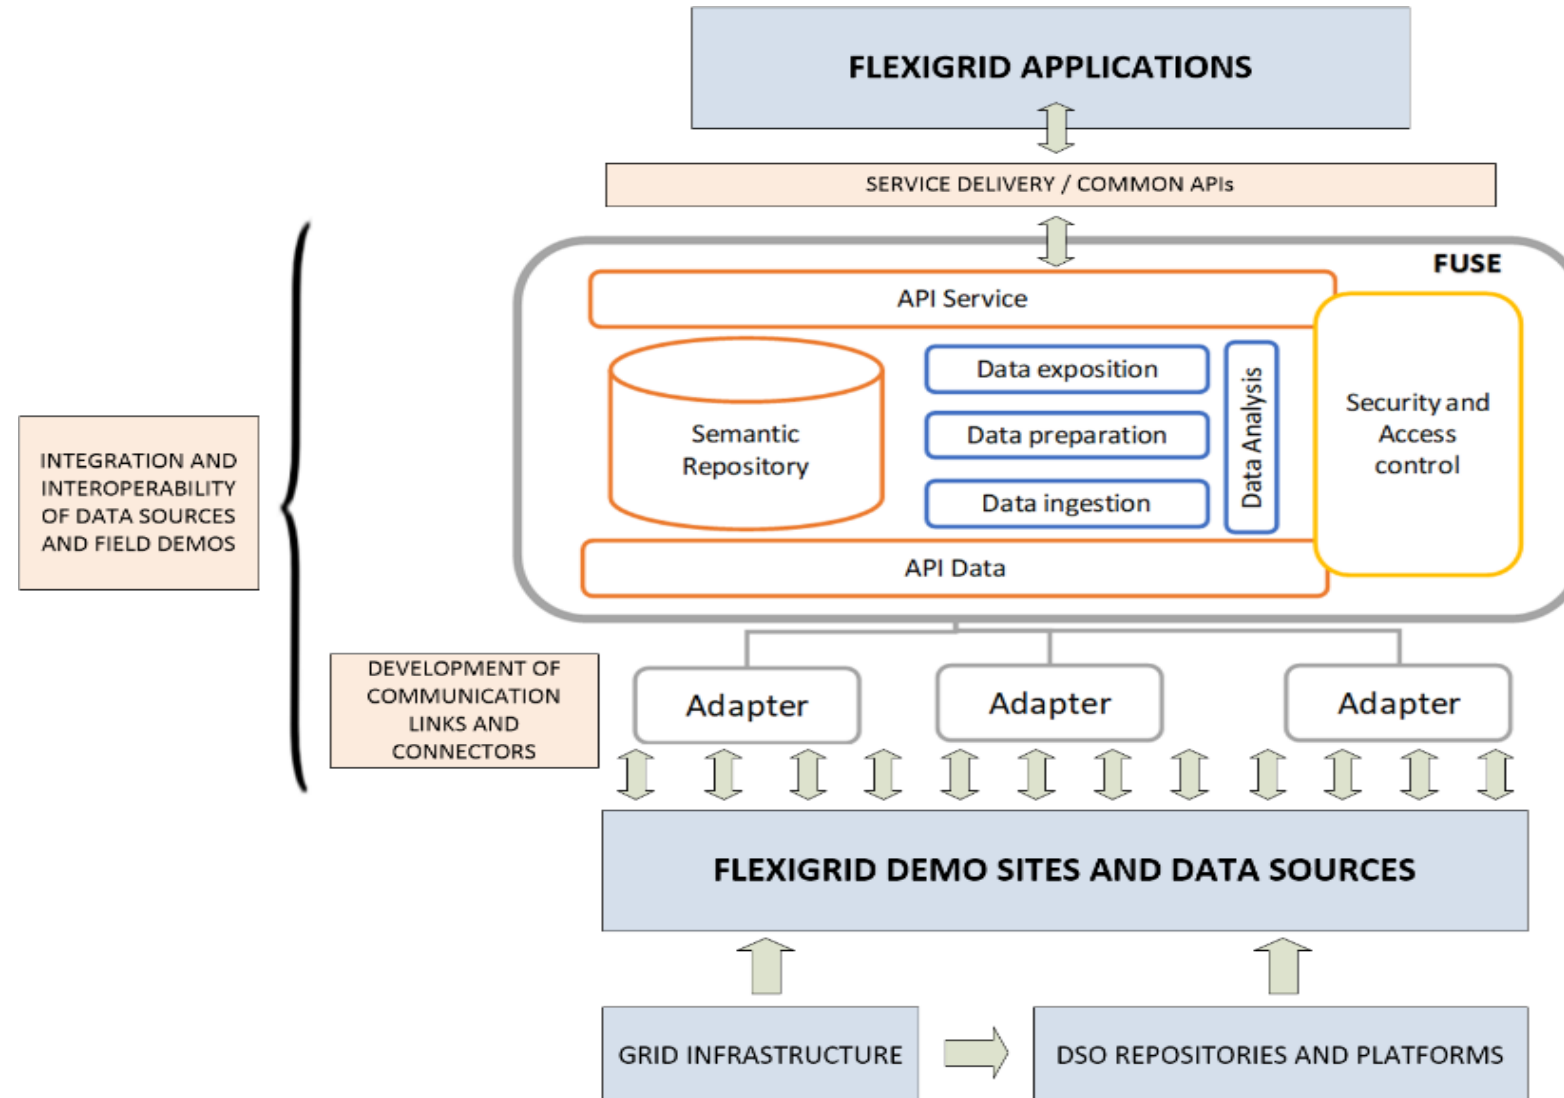 FLEXIGRID APPLICATIONS
SERVICE DELIVERY / COMMON APIs
FUSE
API Service
Data exposition
Data preparation
Data ingestion
Data Analysis
Semantic
Repository
Security and
Access
control
API Data
INTEGRATION AND
INTEROPERABILITY
OF DATA SOURCES
AND FIELD DEMOS
DEVELOPMENT OF
COMMUNICATION
LINKS AND
CONNECTORS
Adapter
Adapter
Adapter
FLEXIGRID DEMO SITES AND DATA SOURCES
GRID INFRASTRUCTURE
DSO REPOSITORIES AND PLATFORMS